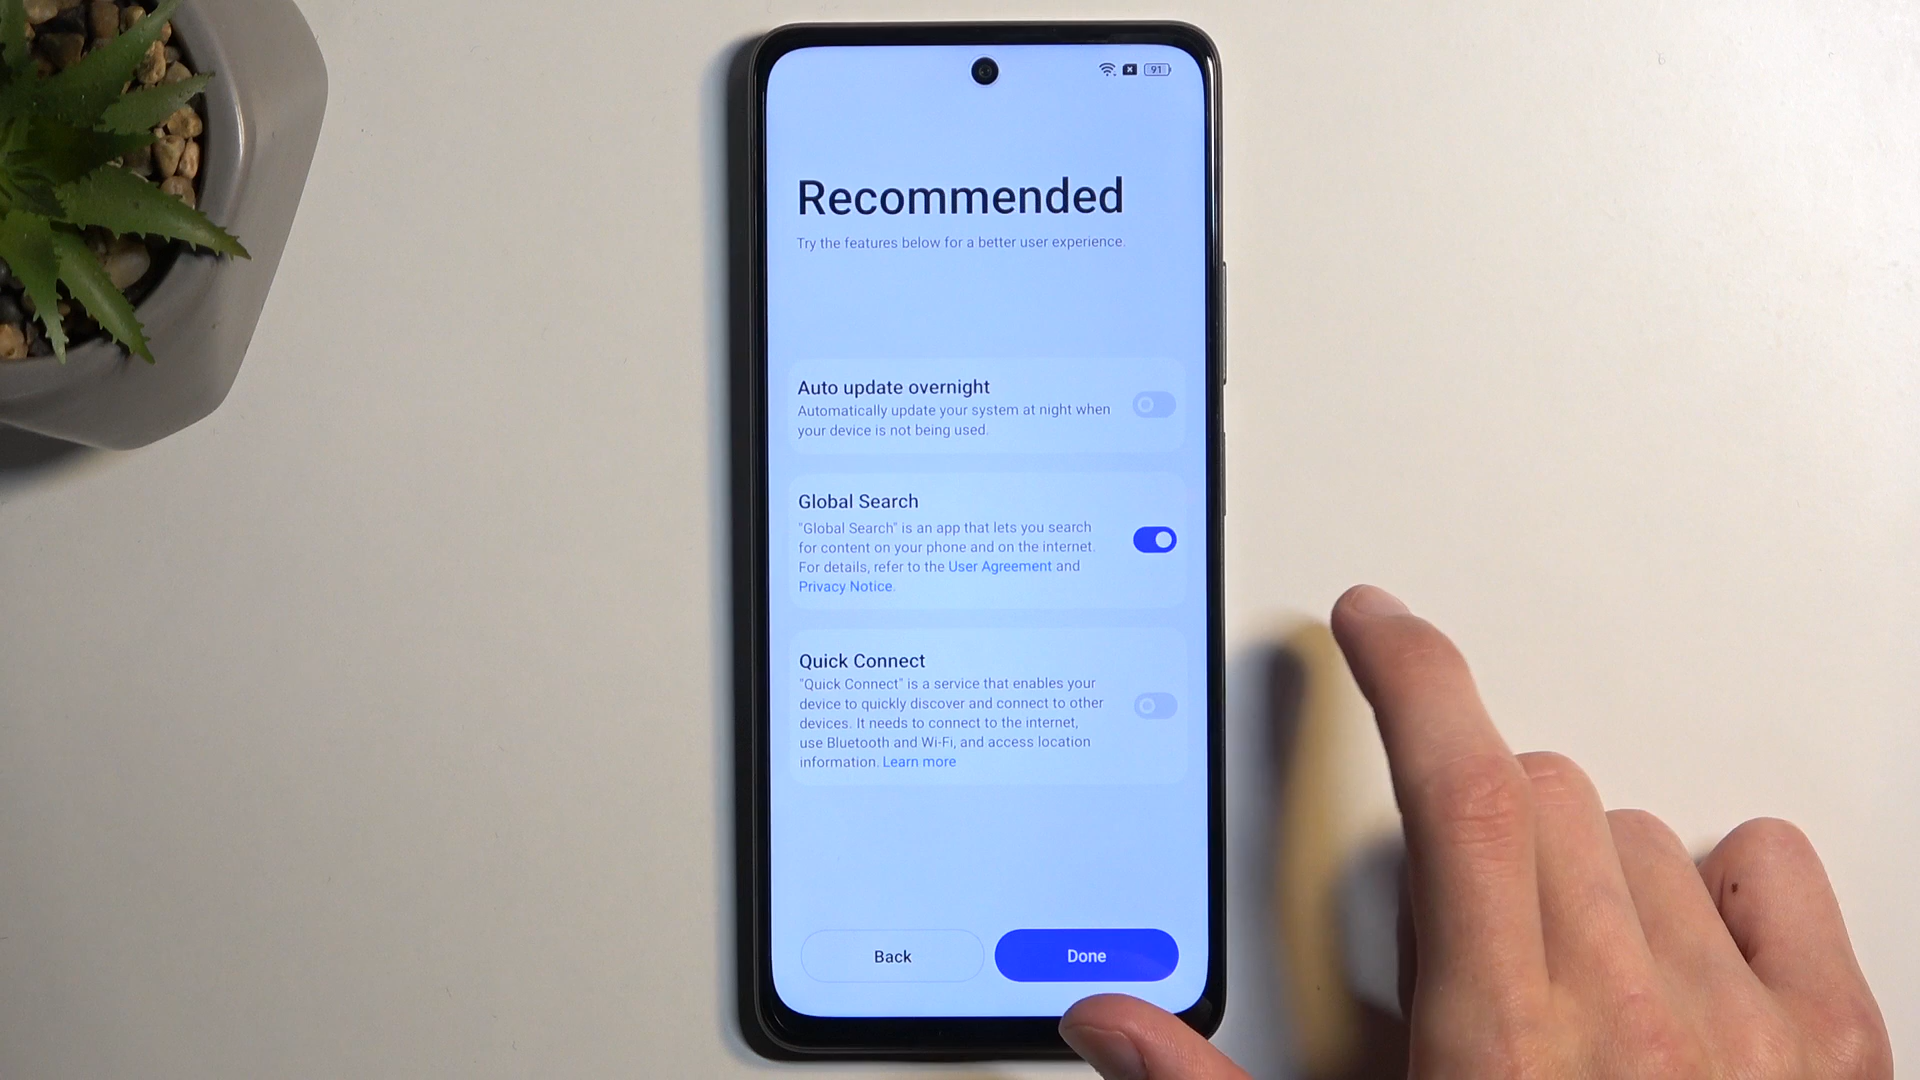 91
Recommended
Try the features below for a better user experience.
Auto update overnight
Automatically update your system at night when
your device is not being used.
Global Search
"Global Search" is an app that lets you search
for content on your phone and on the internet.
For details, refer to the User Agreement and
Privacy Notice.
Quick Connect
"Quick Connect" is a service that enables your
device to quickly discover and connect to other
devices. It needs to connect to the internet,
use Bluetooth and Wi-Fi, and access location
information. Learn more
Back
Done